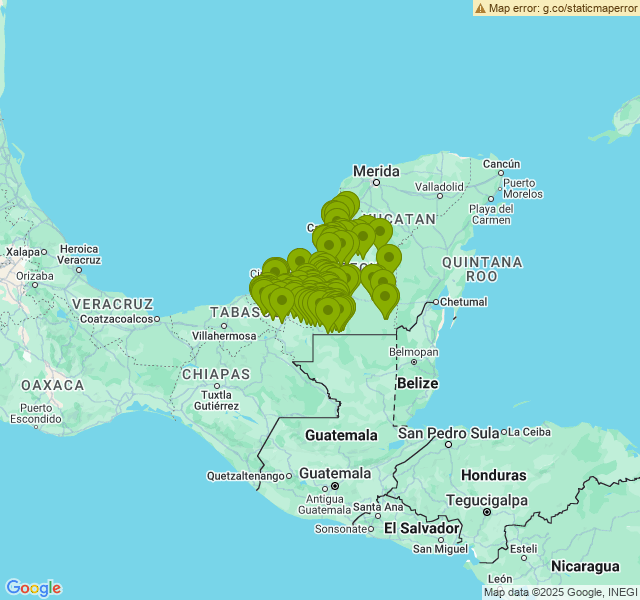 Map error: g.co/staticmaperror
Merida
Cancún
Valladolid
Puerto
Morelos
Playa del
Carmen
UCATAN
QUINTANA
ROO
Xalapa
Heroica
Veracruz
Orizaba
VERACRUZ
Coatzacoalcos
TABAS
Villahermosa
Chetumal
Belmopan
Belize
CHIAPAS
Tuxtla
Gutiérrez
OAXACA
Puerto
Escondido
Guatemala
San Pedro Sula
La Ceiba
Quetzaltenango
Guatemala
Honduras
Tegucigalpa
Antigua
Guatemala
Santa Ana
Sonsonate
El Salvador
San Miguel
Esteli
Nicaragua
León
Google
Map data ©2025 Google, INEGI